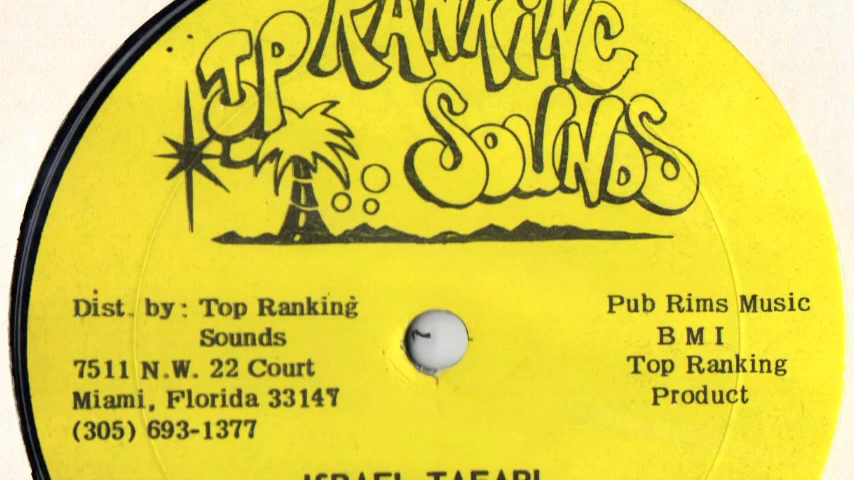 TOP RANKING
SOUNDS
Dist. by: Top Ranking
Sounds
7511 N.W. 22 Court
Miami, Florida 33147
(305) 693-1377
Pub Rims Music
B M I
Top Ranking
Product
ISRAEL TAFARI